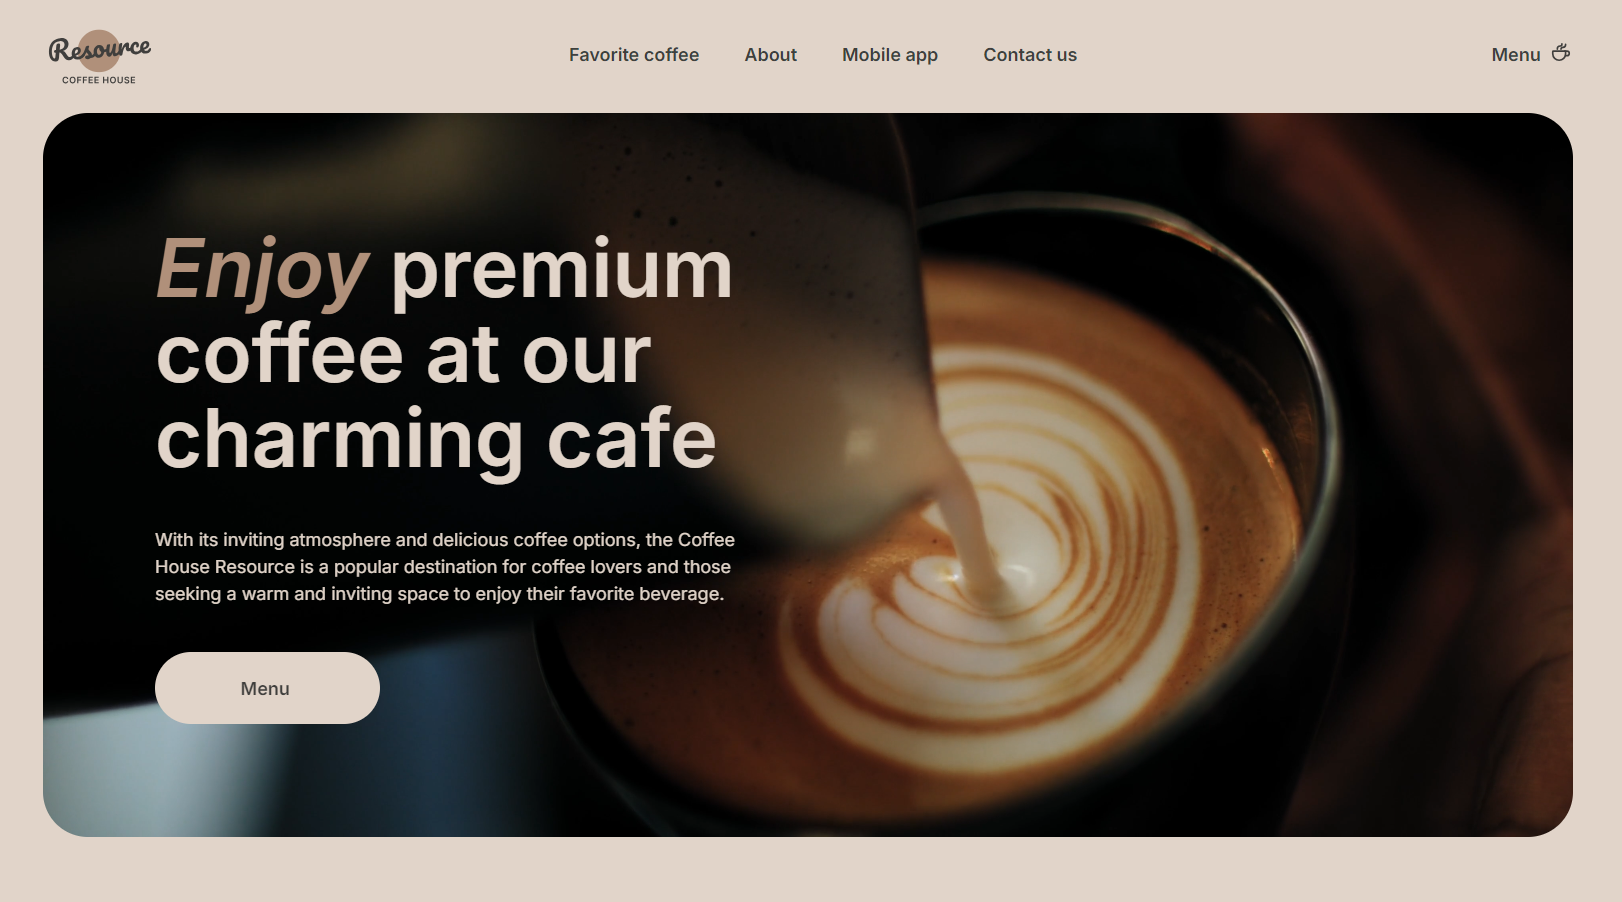 Resource
COFFEE HOUSE
Favorite coffee
About
Mobile app
Contact us
Menu
Enjoy premium
coffee at our
charming cafe
With its inviting atmosphere and delicious coffee options, the Coffee
House Resource is a popular destination for coffee lovers and those
seeking a warm and inviting space to enjoy their favorite beverage.
Menu